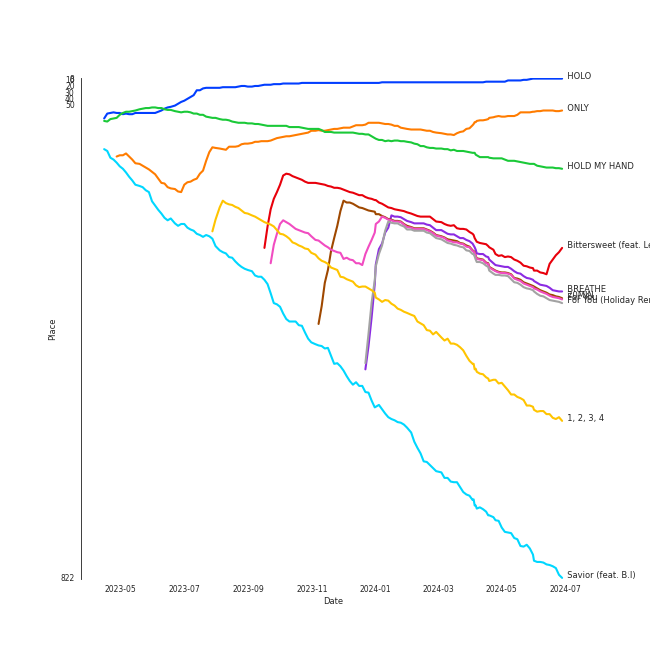 HOLO
ONLY
50
HOLD MY HAND
Bittersweet (feat. Le
BREATHE
For You (Holiday Rem
1, 2, 3, 4
Savior (feat. B.I)
822
Place
2023-05 2023-07 2023-09 2023-11 2024-01 2024-03 2024-05 2024-07
Date